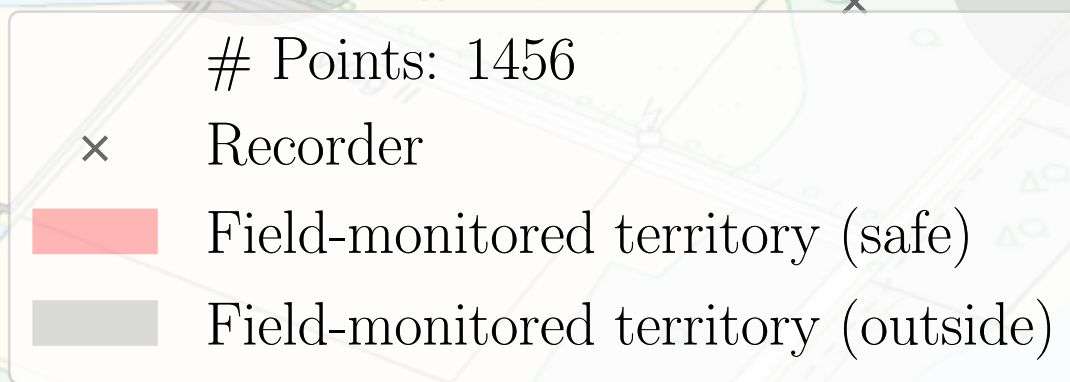 # Points: 1456
Recorder
Field-monitored territory (safe)
Field-monitored territory (outside)